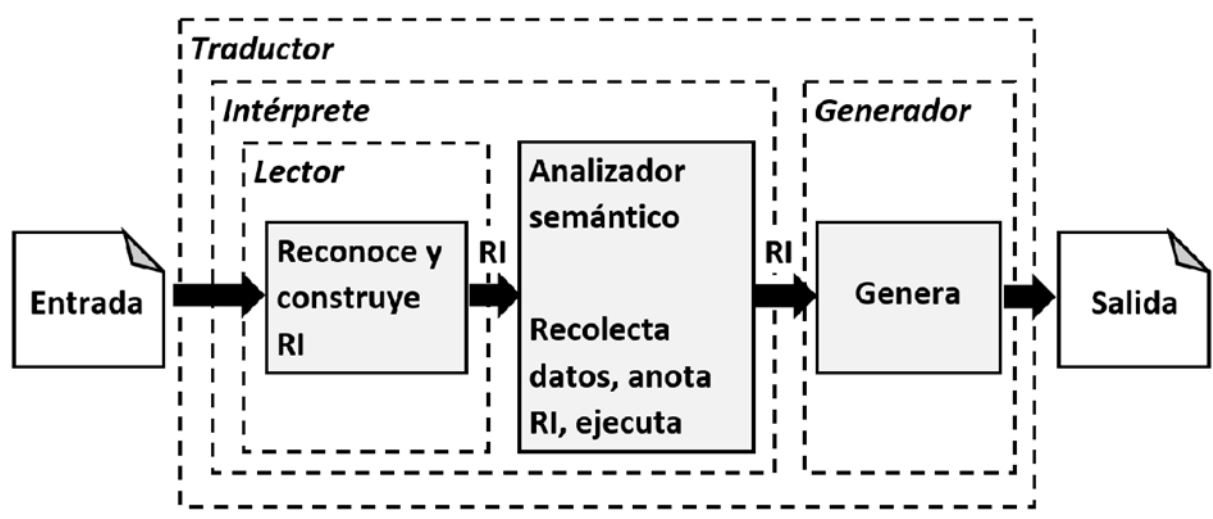 Traductor
Intérprete
Generador
Lector
Analizador
semántico
Reconoce y
construye
RI
RI
RI
Entrada
Genera
Salida
Recolecta
datos, anota
RI, ejecuta